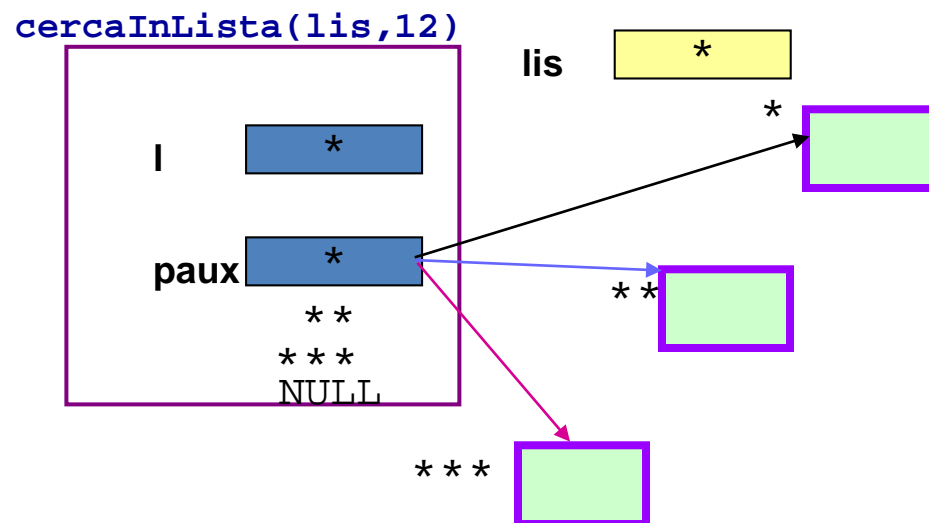 cercaInLista(lis,12)
lis *
*
l *
paux *
**
**
***
NULL
***